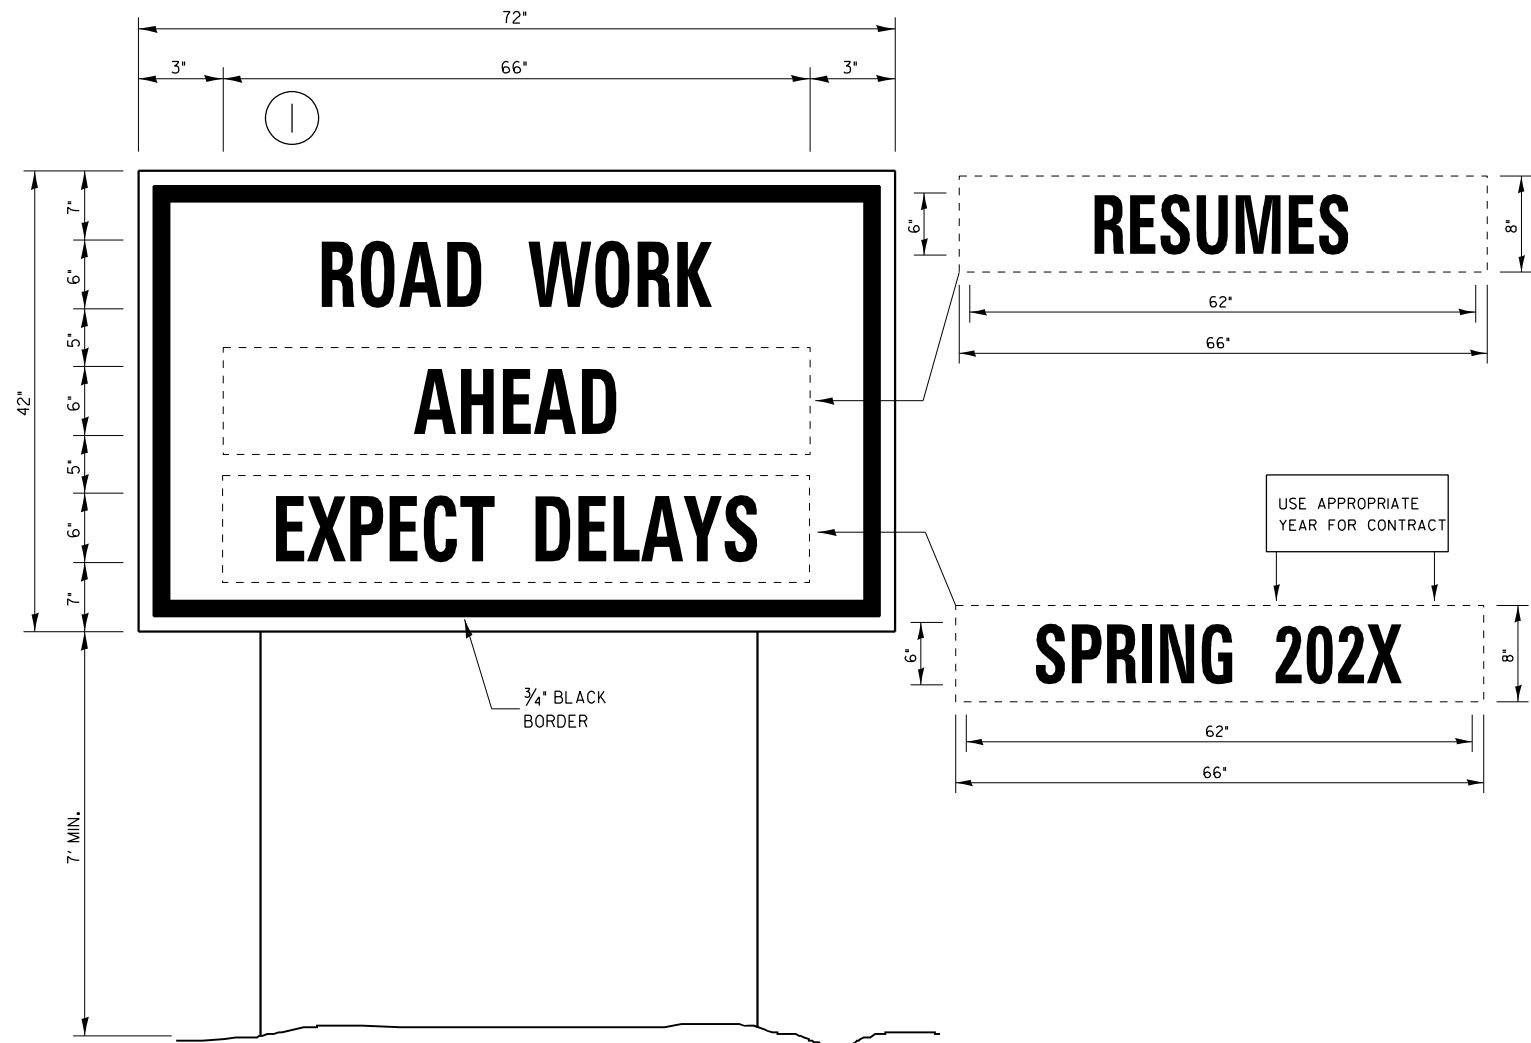 72"
3" 66" 3"
1
7"
6"
5"
6"
5"
6"
7"
42"
7' MIN.
ROAD WORK
AHEAD
EXPECT DELAYS
3/4" BLACK
BORDER
RESUMES
6"
8"
62"
66"
USE APPROPRIATE
YEAR FOR CONTRACT
SPRING 202X
6"
8"
62"
66"